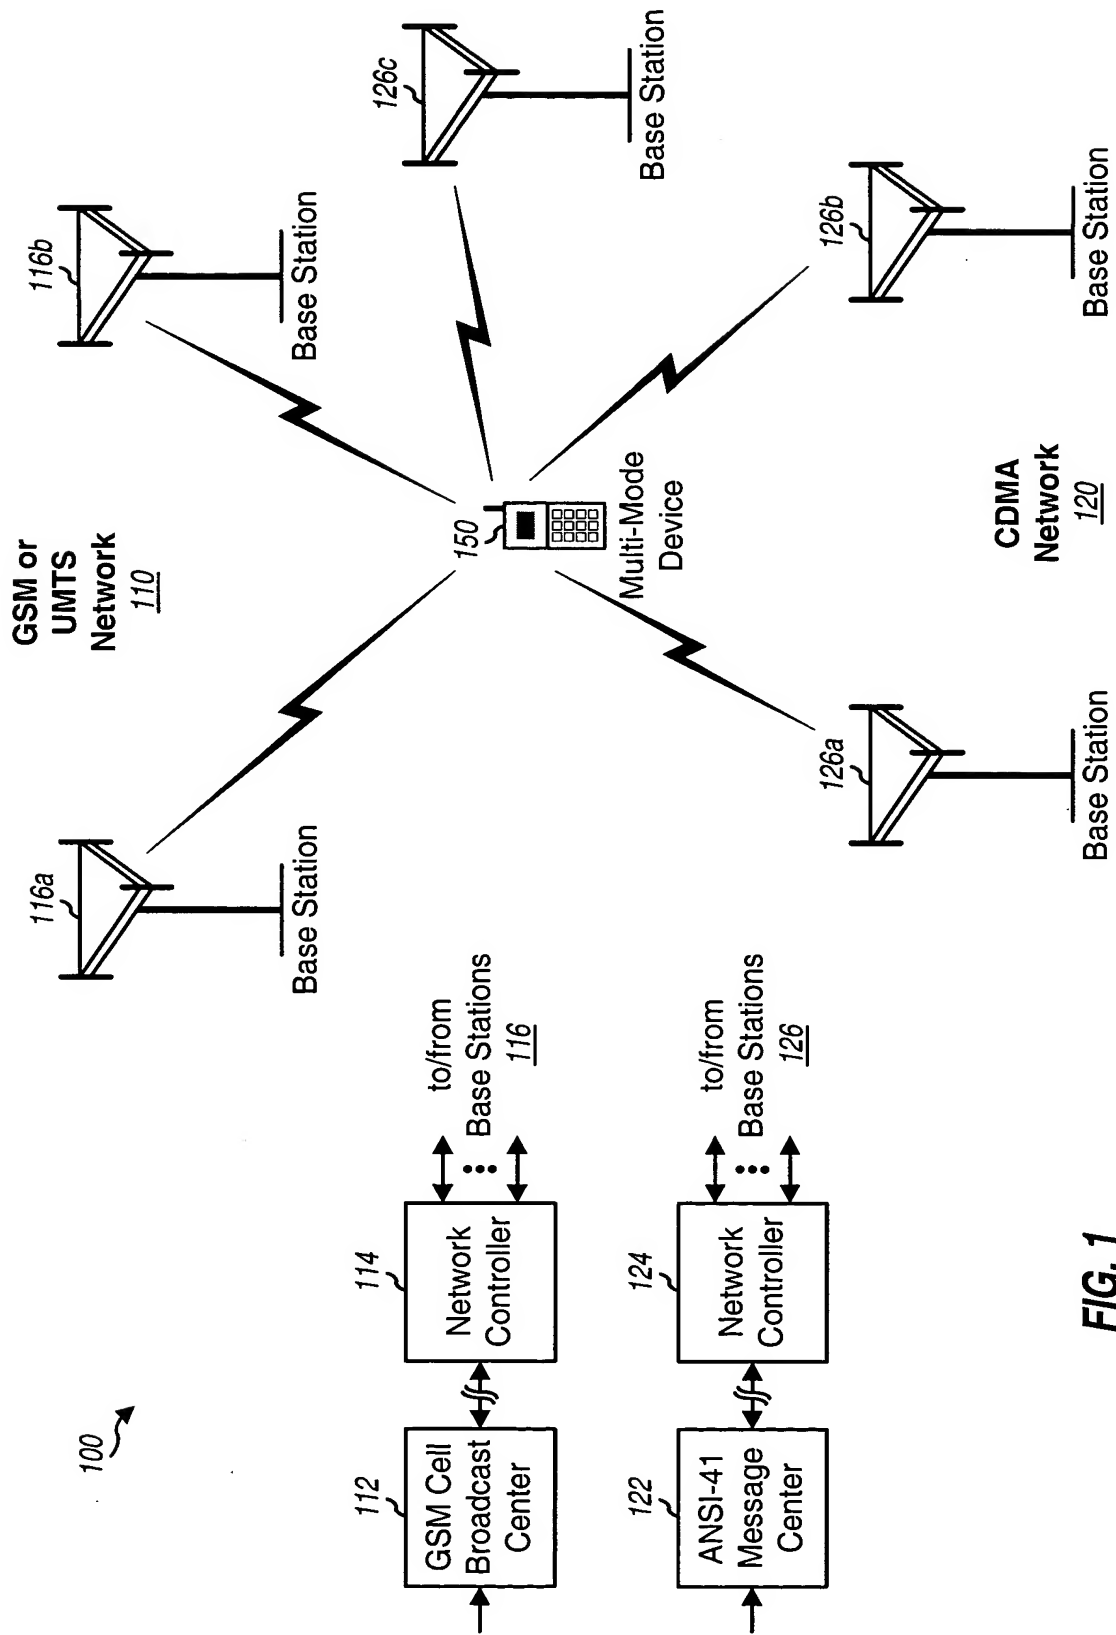 100
GSM or
UMTS
Network
110
116a
Base Station
116b
Base Station
126c
Base Station
150
Multi-Mode
Device
126a
Base Station
126b
Base Station
CDMA
Network
120
112
GSM Cell
Broadcast
Center
114
Network
Controller
to/from
Base Stations
116
122
ANSI-41
Message
Center
124
Network
Controller
to/from
Base Stations
126
FIG. 1